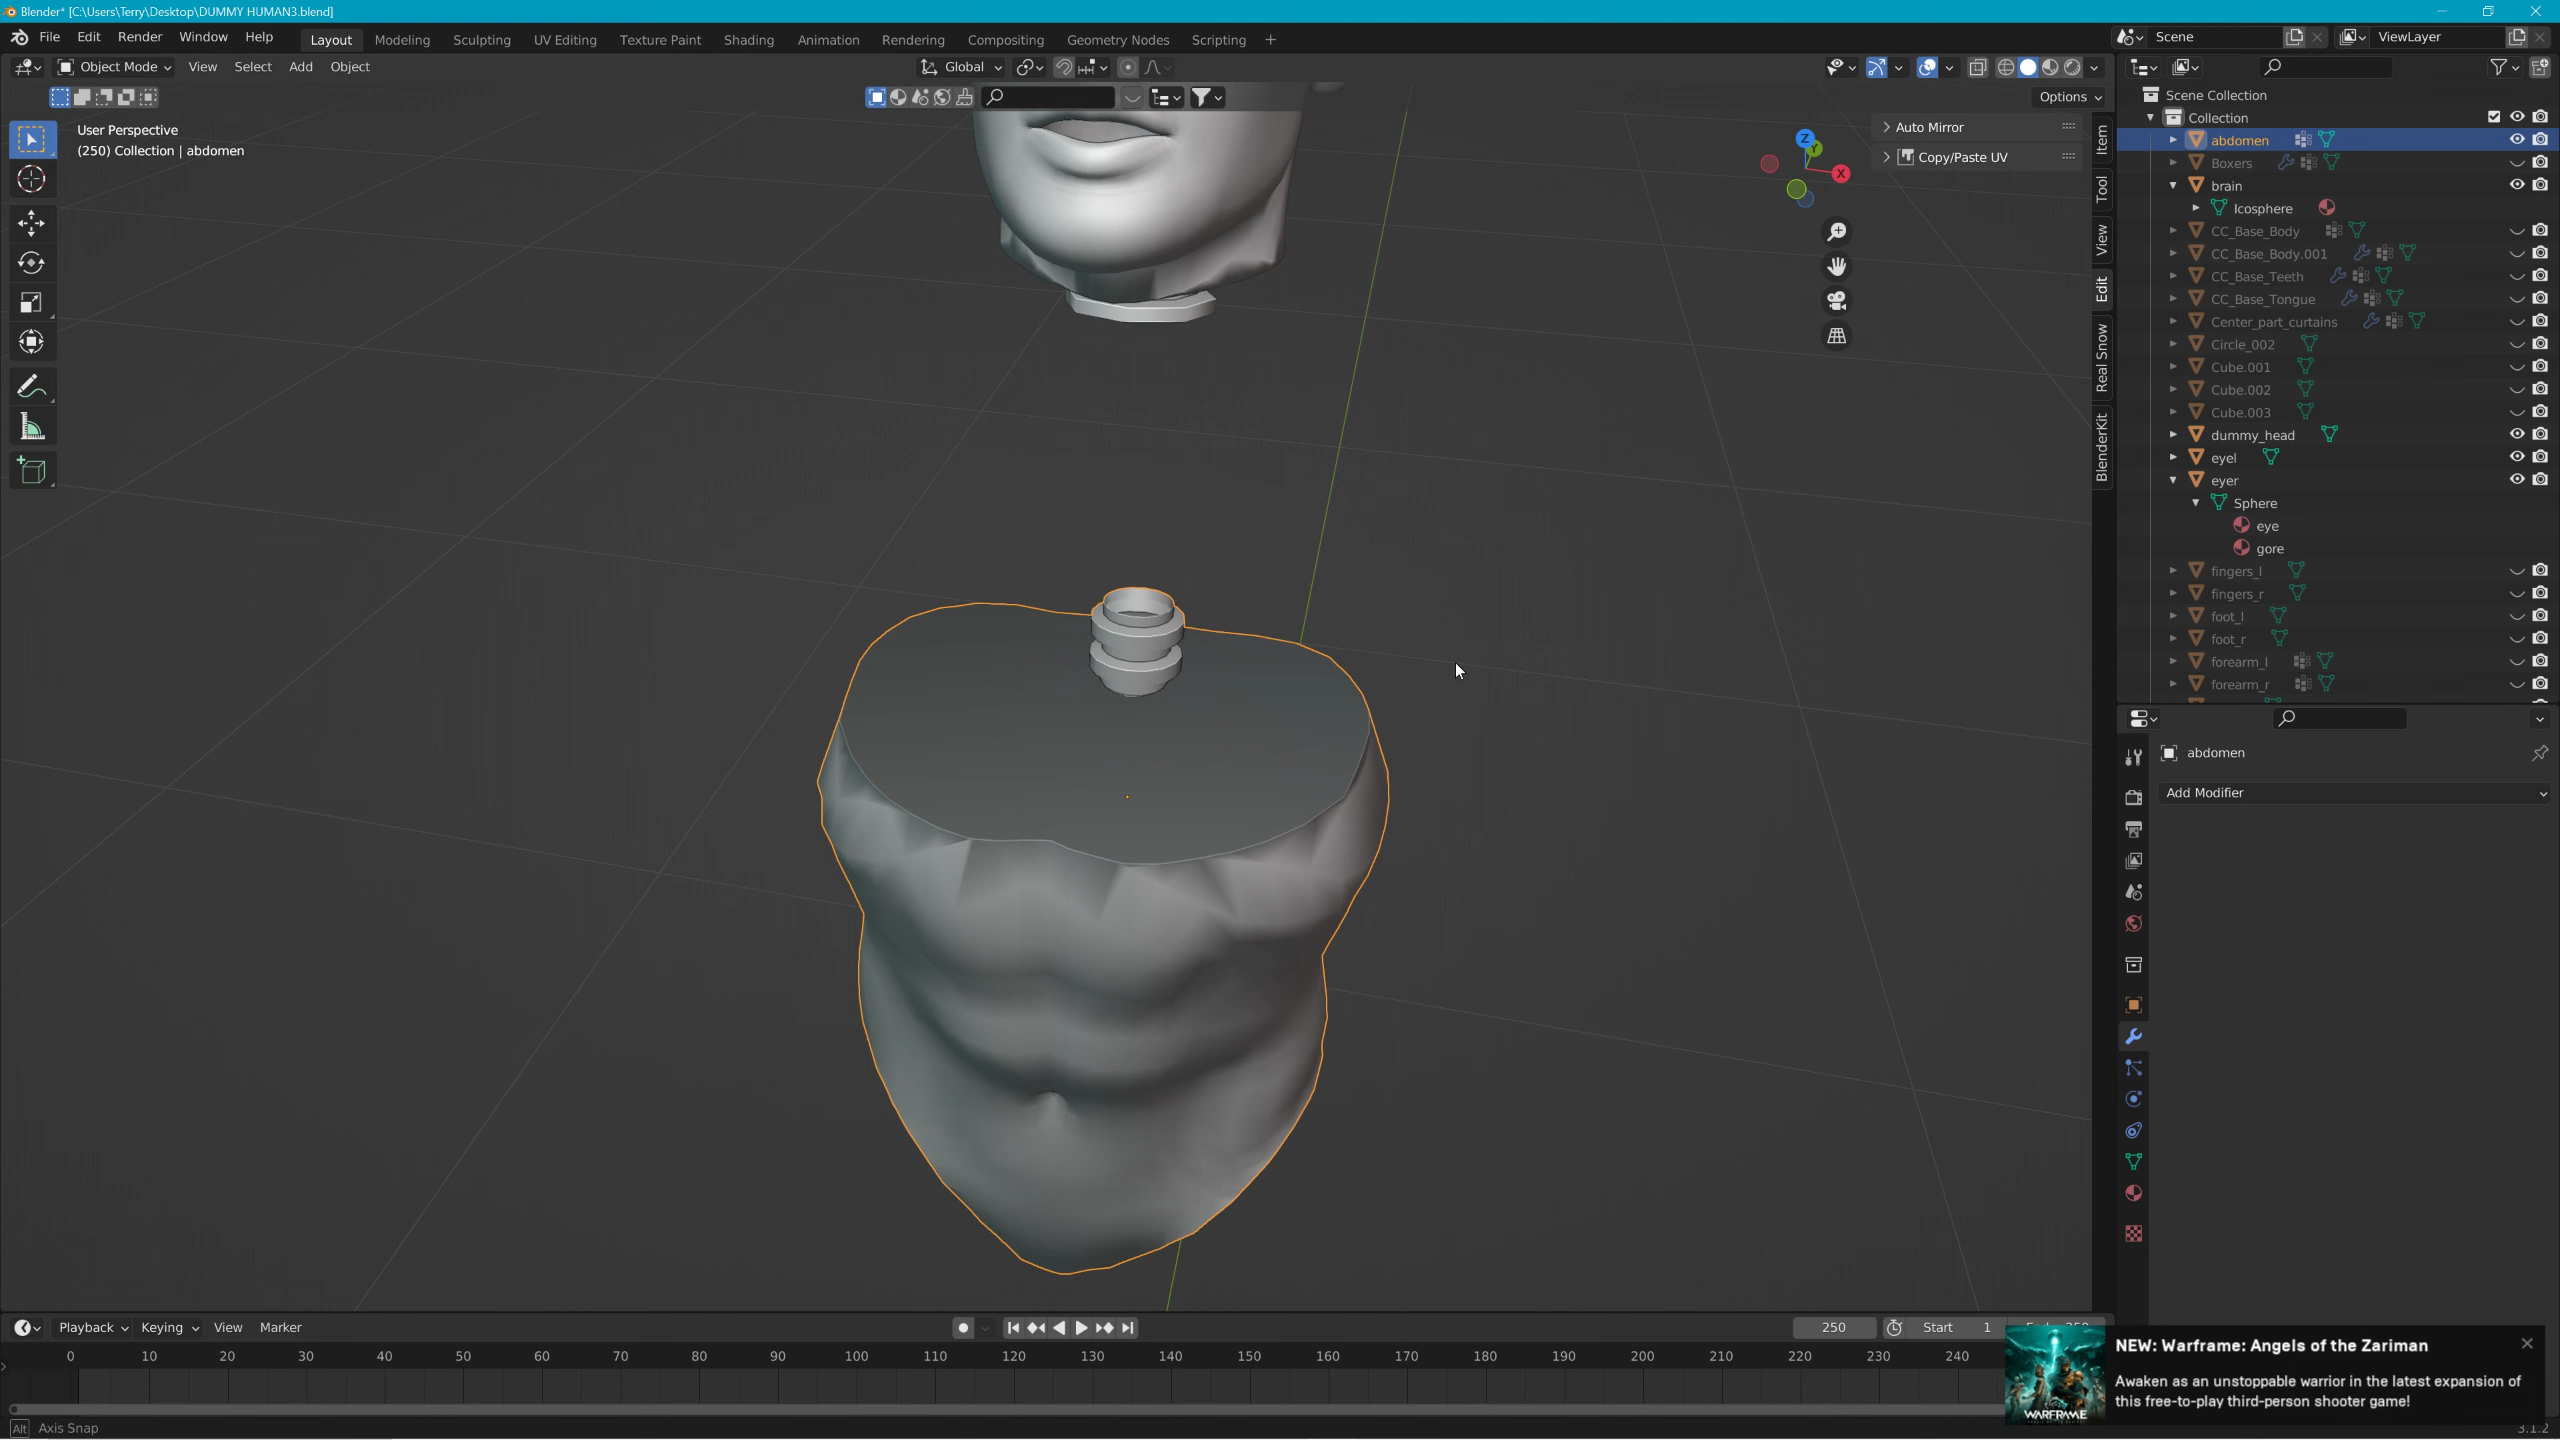 Blender* [C:\Users\Terry\Desktop\DUMMY HUMAN3.blend]
File Edit Render Window Help Layout Modeling Sculpting UV Editing Texture Paint Shading Animation Rendering Compositing Geometry Nodes Scripting + Scene ViewLayer
Object Mode View Select Add Object Global
Options
User Perspective
(250) Collection | abdomen
Auto Mirror
Copy/Paste UV
Z
Y
X
Item
Tool
View
Edit
Real Snow
BlenderKit
Scene Collection
Collection
abdomen
Boxers
brain
Icosphere
CC_Base_Body
CC_Base_Body.001
CC_Base_Teeth
CC_Base_Tongue
Center_part_curtains
Circle_002
Cube.001
Cube.002
Cube.003
dummy_head
eyel
eyer
Sphere
eye
gore
fingers_l
fingers_r
foot_l
foot_r
forearm_l
forearm_r
abdomen
Add Modifier
Playback Keying View Marker 250 Start 1
0 10 20 30 40 50 60 70 80 90 100 110 120 130 140 150 160 170 180 190 200 210 220 230 240
NEW: Warframe: Angels of the Zariman
Awaken as an unstoppable warrior in the latest expansion of
this free-to-play third-person shooter game!
WARFRAME
Alt Axis Snap
3.1.2